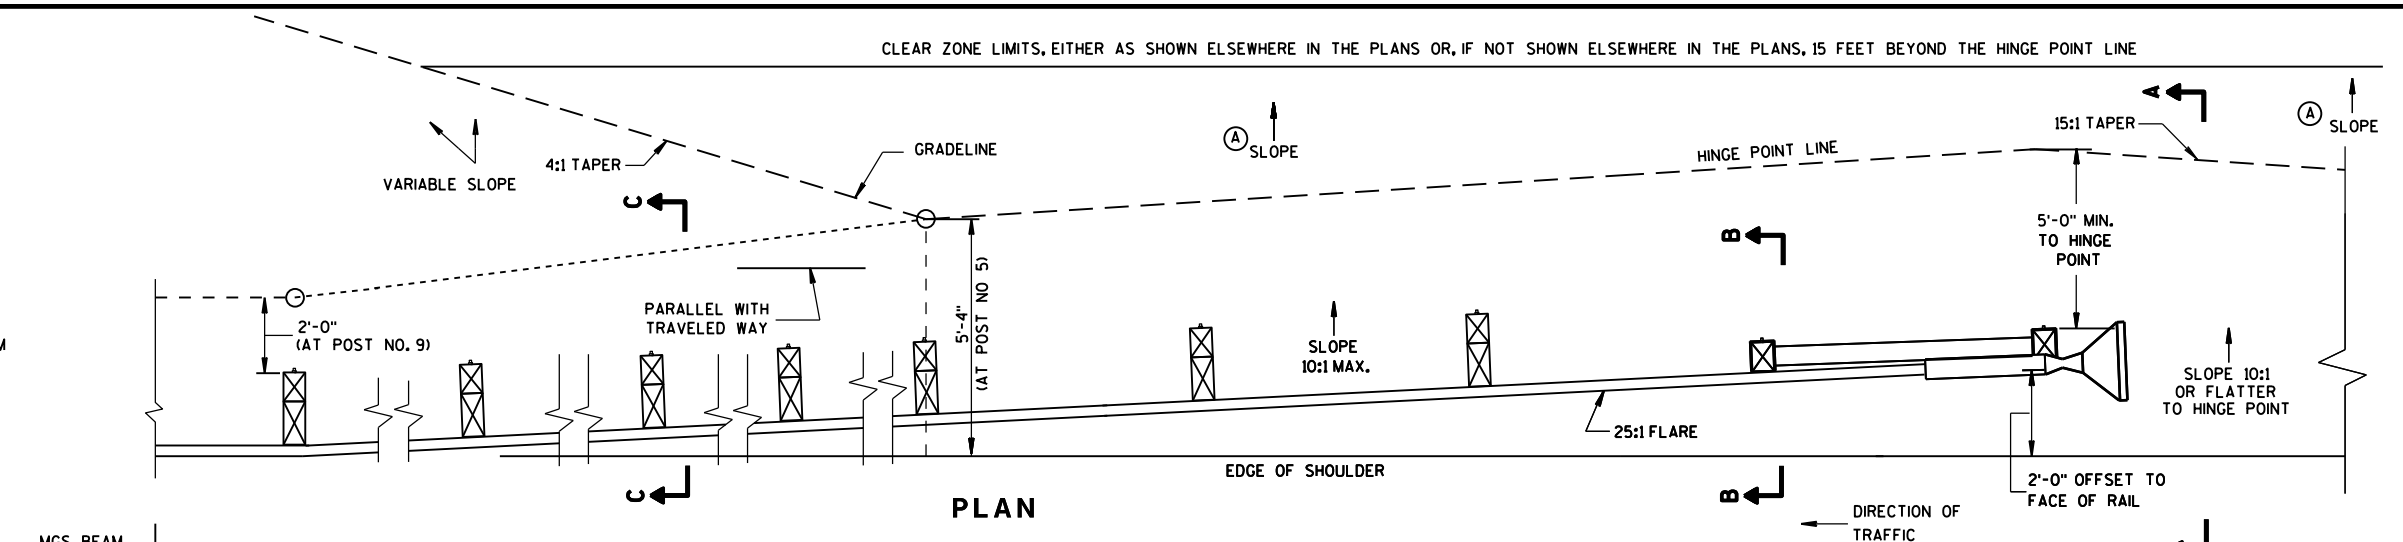 CLEAR ZONE LIMITS, EITHER AS SHOWN ELSEWHERE IN THE PLANS OR, IF NOT SHOWN ELSEWHERE IN THE PLANS, 15 FEET BEYOND THE HINGE POINT LINE
A
A
SLOPE
15:1 TAPER
A
SLOPE
GRADELINE
HINGE POINT LINE
4:1 TAPER
VARIABLE SLOPE
C
B
5'-0" MIN.
TO HINGE
POINT
5'-4"
(AT POST NO 5)
PARALLEL WITH
TRAVELED WAY
2'-0"
(AT POST NO. 9)
SLOPE
10:1 MAX.
SLOPE 10:1
OR FLATTER
TO HINGE POINT
M
25:1 FLARE
EDGE OF SHOULDER
C
B
2'-0" OFFSET TO
FACE OF RAIL
PLAN
DIRECTION OF
TRAFFIC
MGS BEAM